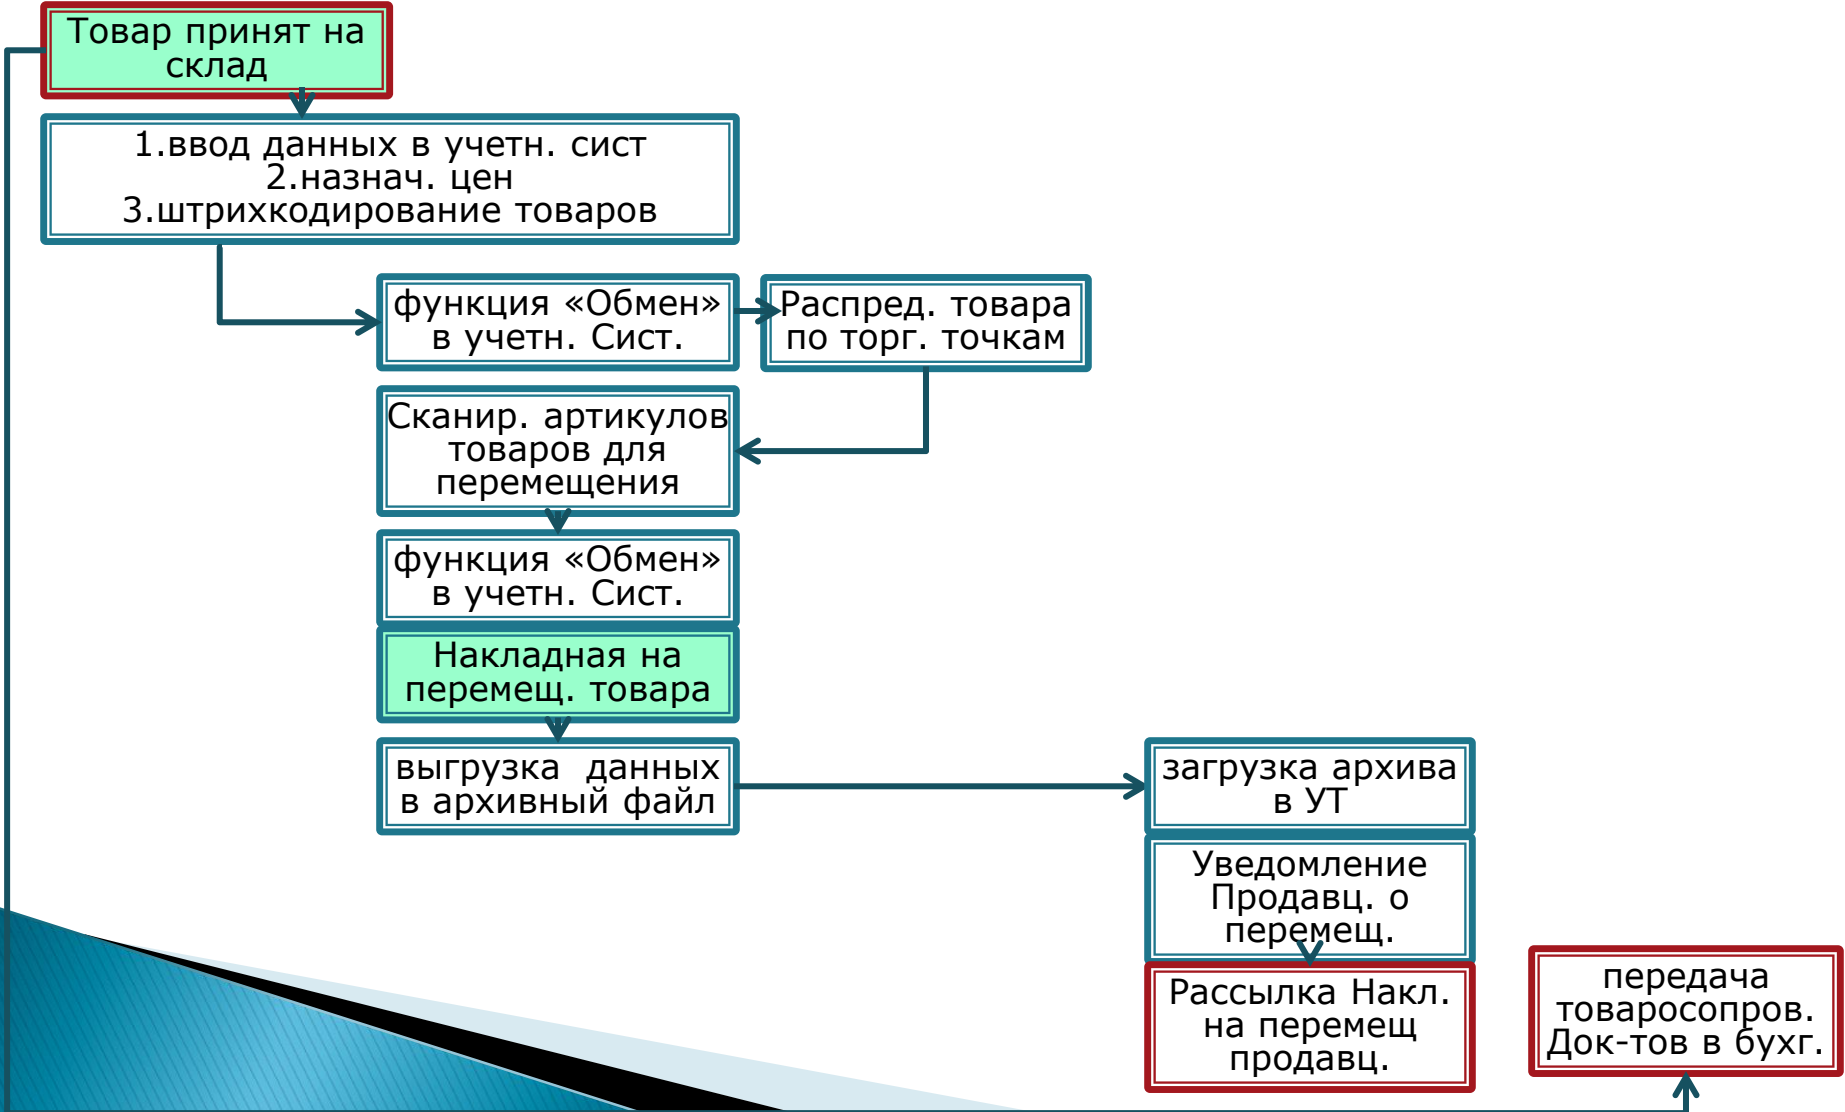 Товар принят на
склад
1.ввод данных в учетн. сист
2.назнач. цен
3.штрихкодирование товаров
функция «Обмен»
в учетн. Сист.
Распред. товара
по торг. точкам
Сканир. артикулов
товаров для
перемещения
функция «Обмен»
в учетн. Сист.
Накладная на
перемещ. товара
выгрузка данных
в архивный файл
загрузка архива
в УТ
Уведомление
Продавц. о
перемещ.
Рассылка Накл.
на перемещ
продавц.
передача
товаросопров.
Док-тов в бухг.